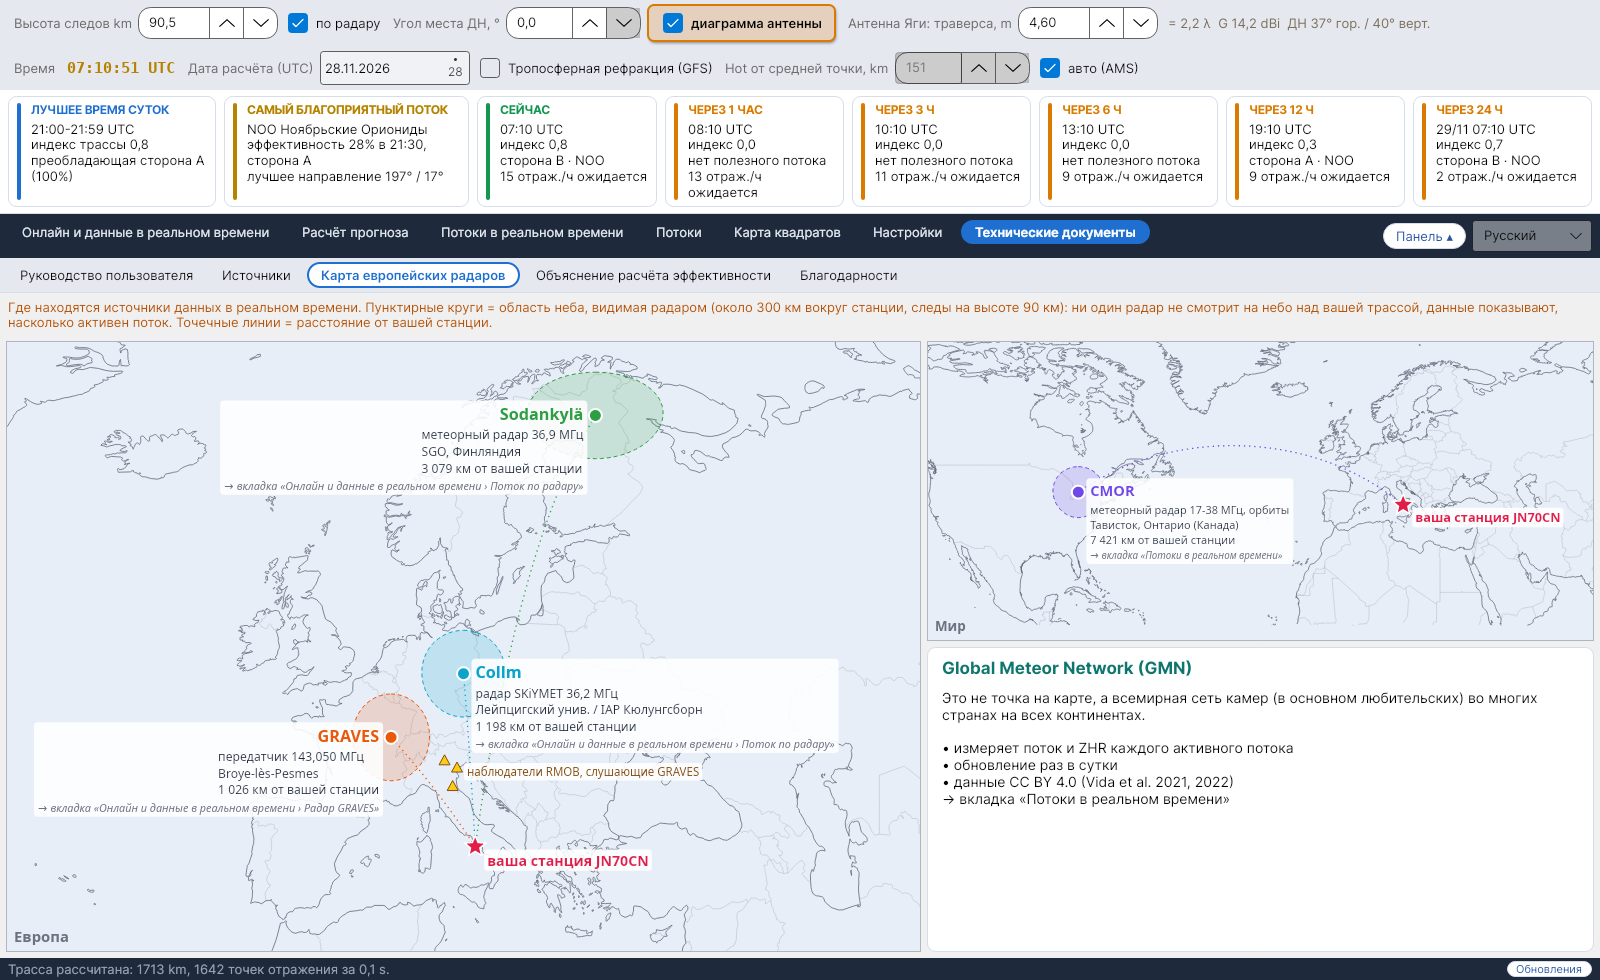 Высота следов km 90,5 по радару Угол места ДН, ° 0,0 диаграмма антенны Антенна Яги: траверса, m 4,60 = 2,2 λ G 14,2 dBi ДН 37° гор. / 40° верт.
Время 07:10:51 UTC Дата расчёта (UTC) 28.11.2026 28 Тропосферная рефракция (GFS) Hot от средней точки, km 151 авто (AMS)
ЛУЧШЕЕ ВРЕМЯ СУТОК
21:00-21:59 UTC
индекс трассы 0,8
преобладающая сторона A
(100%)
САМЫЙ БЛАГОПРИЯТНЫЙ ПОТОК
NOO Ноябрьские Ориониды
эффективность 28% в 21:30,
сторона A
лучшее направление 197° / 17°
СЕЙЧАС
07:10 UTC
индекс 0,8
сторона B · NOO
15 отраж./ч ожидается
ЧЕРЕЗ 1 ЧАС
08:10 UTC
индекс 0,0
нет полезного потока
13 отраж./ч
ожидается
ЧЕРЕЗ 3 Ч
10:10 UTC
индекс 0,0
нет полезного потока
11 отраж./ч ожидается
ЧЕРЕЗ 6 Ч
13:10 UTC
индекс 0,0
нет полезного потока
9 отраж./ч ожидается
ЧЕРЕЗ 12 Ч
19:10 UTC
индекс 0,3
сторона A · NOO
9 отраж./ч ожидается
ЧЕРЕЗ 24 Ч
29/11 07:10 UTC
индекс 0,7
сторона B · NOO
2 отраж./ч ожидается
Онлайн и данные в реальном времени Расчёт прогноза Потоки в реальном времени Потоки Карта квадратов Настройки Технические документы Панель ▴ Русский
Руководство пользователя Источники Карта европейских радаров Объяснение расчёта эффективности Благодарности
Где находятся источники данных в реальном времени. Пунктирные круги = область неба, видимая радаром (около 300 км вокруг станции, следы на высоте 90 км): ни один радар не смотрит на небо над вашей трассой, данные показывают,
насколько активен поток. Точечные линии = расстояние от вашей станции.
Sodankylä
метеорный радар 36,9 МГц
SGO, Финляндия
3 079 км от вашей станции
→ вкладка «Онлайн и данные в реальном времени › Поток по радару»
Collm
радар SKiYMET 36,2 МГц
Лейпцигский унив. / IAP Кюлунгсборн
1 198 км от вашей станции
→ вкладка «Онлайн и данные в реальном времени › Поток по радару»
GRAVES
передатчик 143,050 МГц
Broye-lès-Pesmes
1 026 км от вашей станции
→ вкладка «Онлайн и данные в реальном времени › Радар GRAVES»
наблюдатели RMOB, слушающие GRAVES
ваша станция JN70CN
Европа
CMOR
метеорный радар 17-38 МГц, орбиты
Тависток, Онтарио (Канада)
7 421 км от вашей станции
→ вкладка «Потоки в реальном времени»
ваша станция JN70CN
Мир
Global Meteor Network (GMN)
Это не точка на карте, а всемирная сеть камер (в основном любительских) во многих
странах на всех континентах.
• измеряет поток и ZHR каждого активного потока
• обновление раз в сутки
• данные CC BY 4.0 (Vida et al. 2021, 2022)
→ вкладка «Потоки в реальном времени»
Трасса рассчитана: 1713 km, 1642 точек отражения за 0,1 s.
Обновления